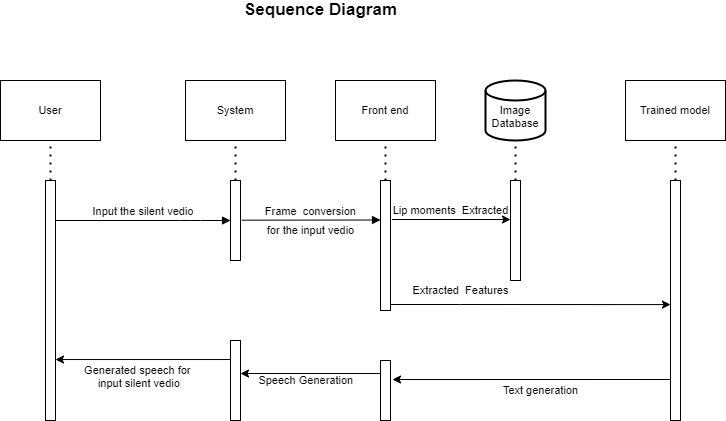 Sequence Diagram
User
System
Front end
Image
Database
Trained model
Input the silent vedio
Frame conversion
for the input vedio
Lip moments Extracted
Extracted Features
Generated speech for
input silent vedio
Speech Generation
Text generation